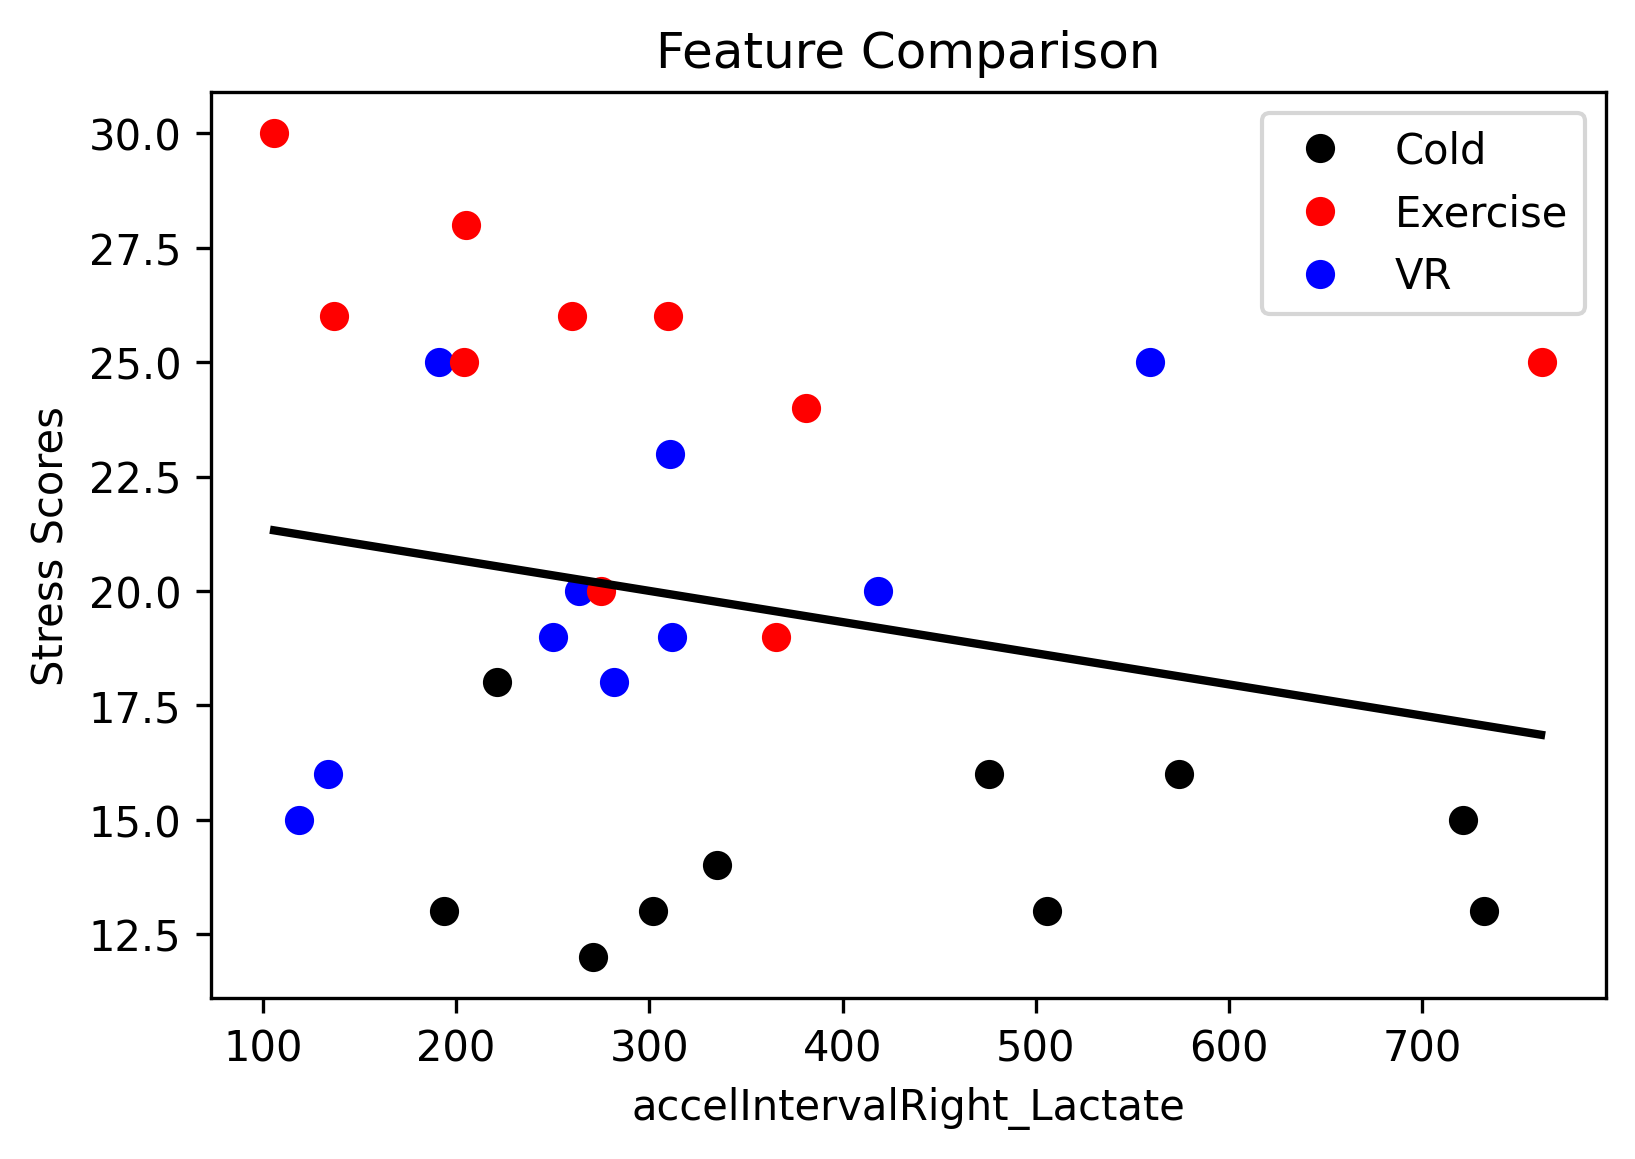 Feature Comparison
30.0
27.5
25.0
22.5
20.0
17.5
15.0
12.5
Stress Scores
Cold
Exercise
VR
100 200 300 400 500 600 700
accelIntervalRight_Lactate